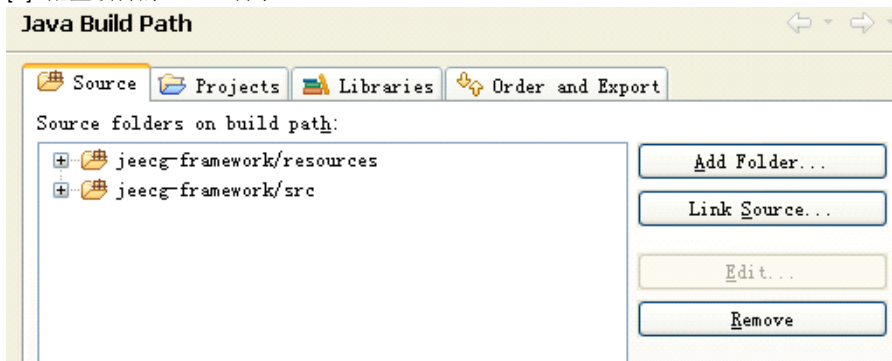 Java Build Path
Source
Projects
Libraries
Order and Export
Source folders on build path:
jeecg-framework/resources
jeecg-framework/src
Add Folder...
Link Source...
Edit...
Remove